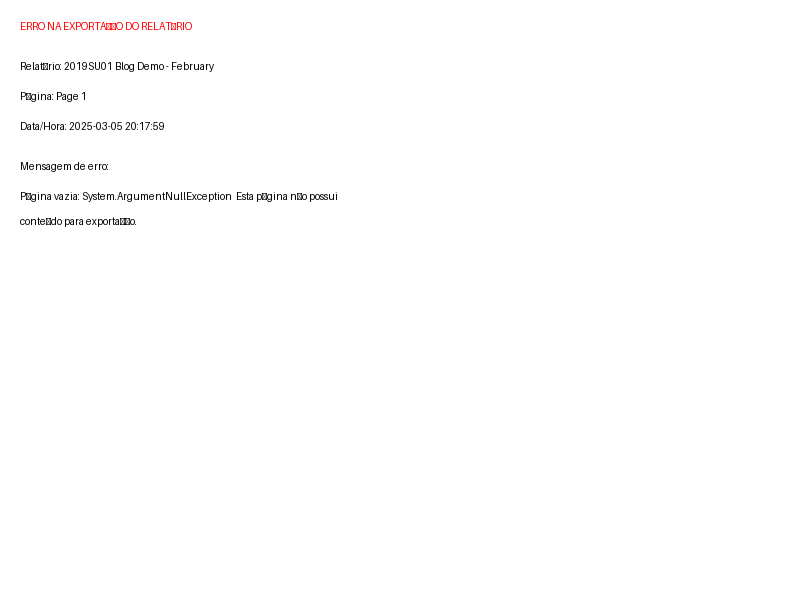 ERRO NA EXPORTA▯▯O DO RELAT▯RIO
Relat▯rio: 2019SU01 Blog Demo - February
P▯gina: Page 1
Data/Hora: 2025-03-05 20:17:59
Mensagem de erro:
P▯gina vazia: System.ArgumentNullException  Esta p▯gina n▯o possui
conte▯do para exporta▯▯o.